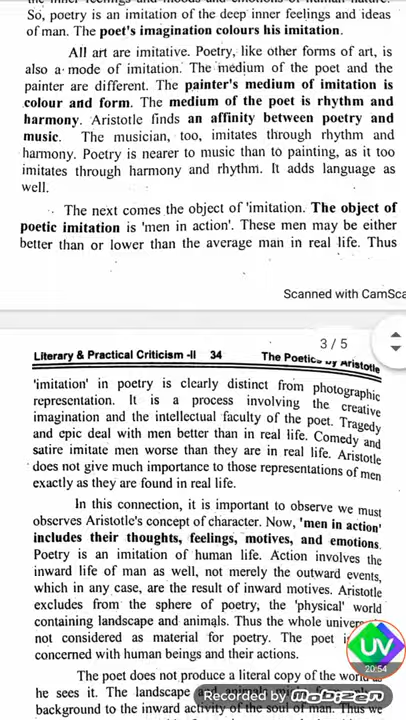 So, poetry is an imitation of the deep inner feelings and ideas
of man. The poet's imagination colours his imitation.
All art are imitative. Poetry, like other forms of art, is
also a mode of imitation. The medium of the poet and the
painter are different. The painter's medium of imitation is
colour and form. The medium of the poet is rhythm and
harmony. Aristotle finds an affinity between poetry and
music. The musician, too, imitates through rhythm and
harmony. Poetry is nearer to music than to painting, as it too
imitates through harmony and rhythm. It adds language as
well.
The next comes the object of 'imitation. The object of
poetic imitation is 'men in action'. These men may be either
better than or lower than the average man in real life. Thus
Scanned with CamSca
3 / 5
Literary & Practical Criticism -II 34 The Poetics by Aristotle
'imitation' in poetry is clearly distinct from photographic
representation. It is a process involving the creative
imagination and the intellectual faculty of the poet. Tragedy
and epic deal with men better than in real life. Comedy and
satire imitate men worse than they are in real life. Aristotle
does not give much importance to those representations of men
exactly as they are found in real life.
In this connection, it is important to observe we must
observes Aristotle's concept of character. Now, 'men in action'
includes their thoughts, feelings, motives, and emotions.
Poetry is an imitation of human life. Action involves the
inward life of man as well, not merely the outward events,
which in any case, are the result of inward motives. Aristotle
excludes from the sphere of poetry, the 'physical' world
containing landscape and animals. Thus the whole univer
not considered as material for poetry. The poet i
concerned with human beings and their actions.
The poet does not produce a literal copy of the world as
he sees it. The landscape
background to the inward activity of the soul of man. Thus we
UV
20:54
Recorded by Mobizen